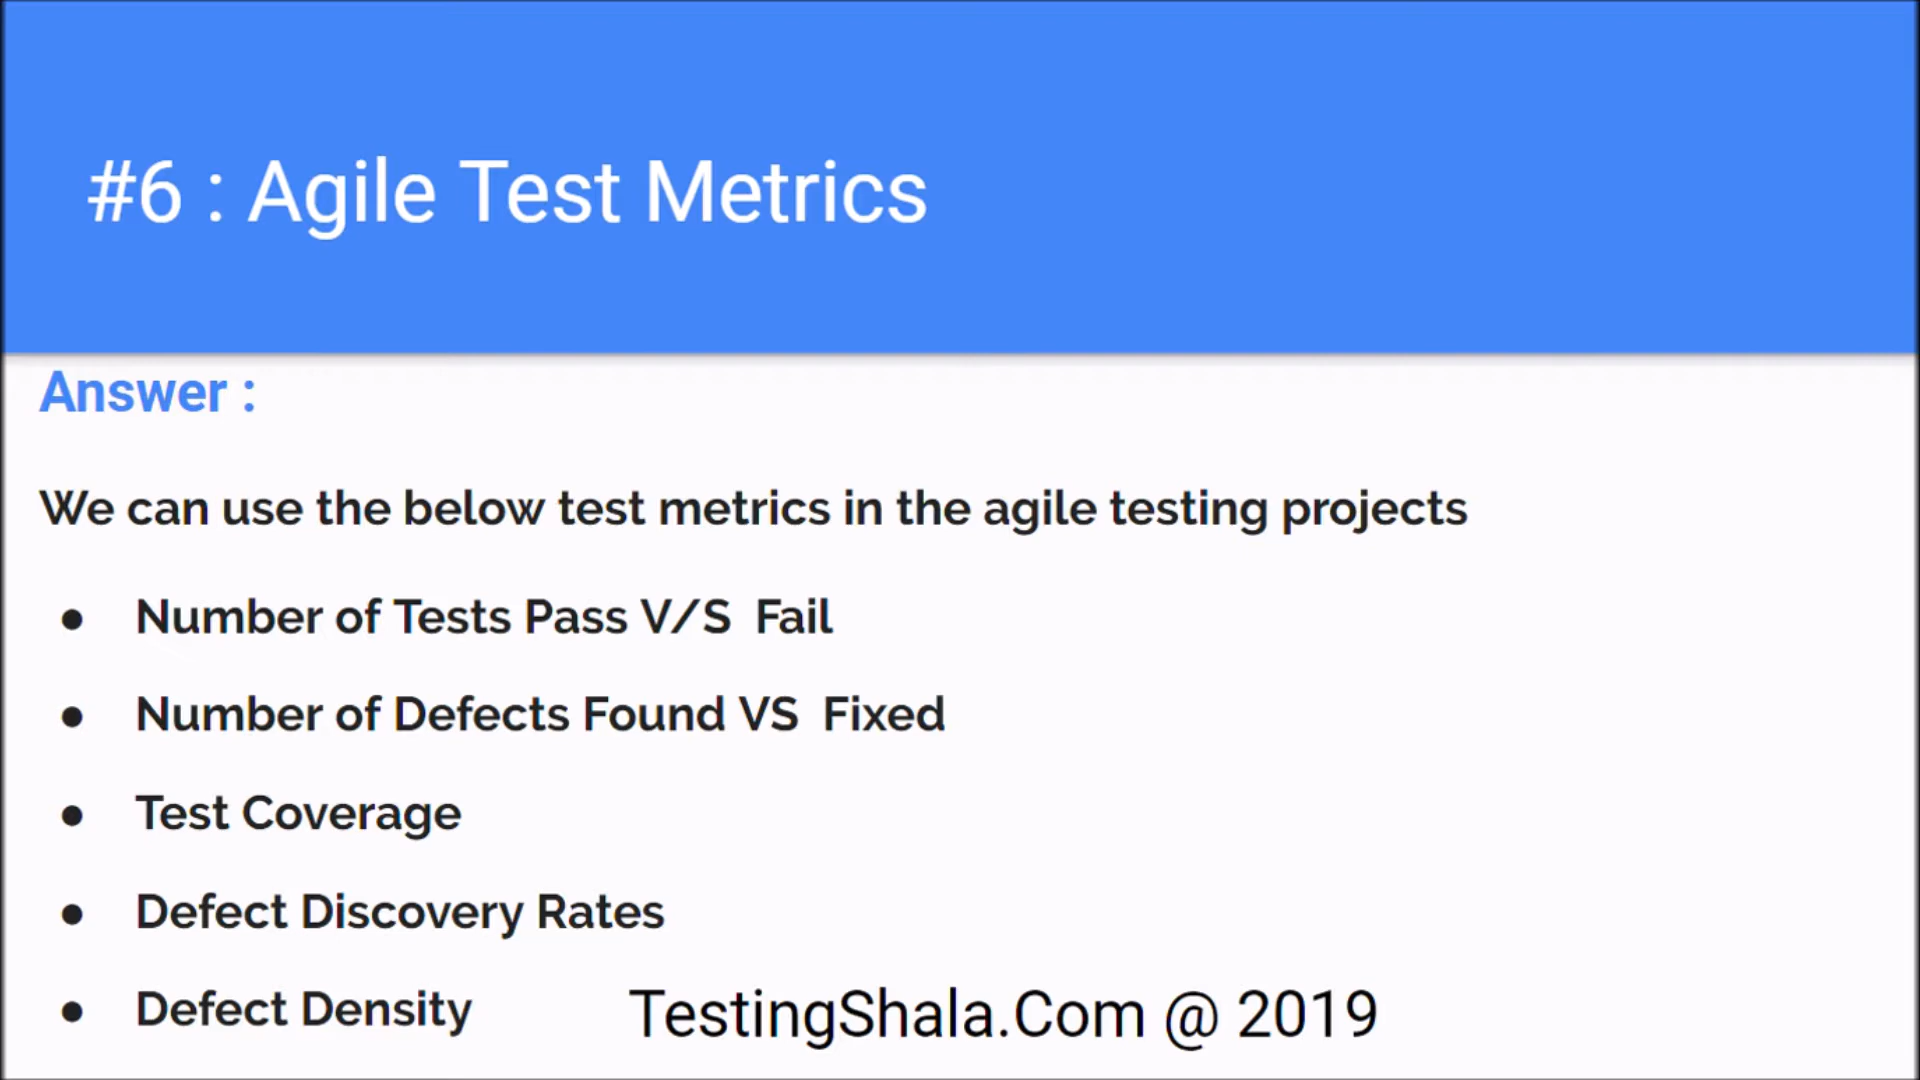 #6 : Agile Test Metrics
Answer :
We can use the below test metrics in the agile testing projects
● Number of Tests Pass V/S  Fail
● Number of Defects Found VS  Fixed
● Test Coverage
● Defect Discovery Rates
● Defect Density
TestingShala.Com @ 2019